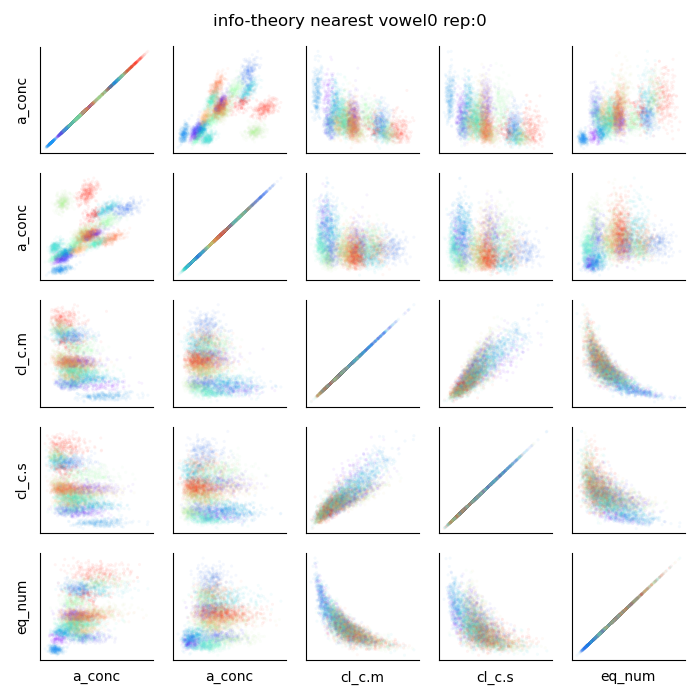 info-theory nearest vowel0 rep:0
a_conc
a_conc
cl_c.m
cl_c.s
eq_num
a_conc
a_conc
cl_c.m
cl_c.s
eq_num